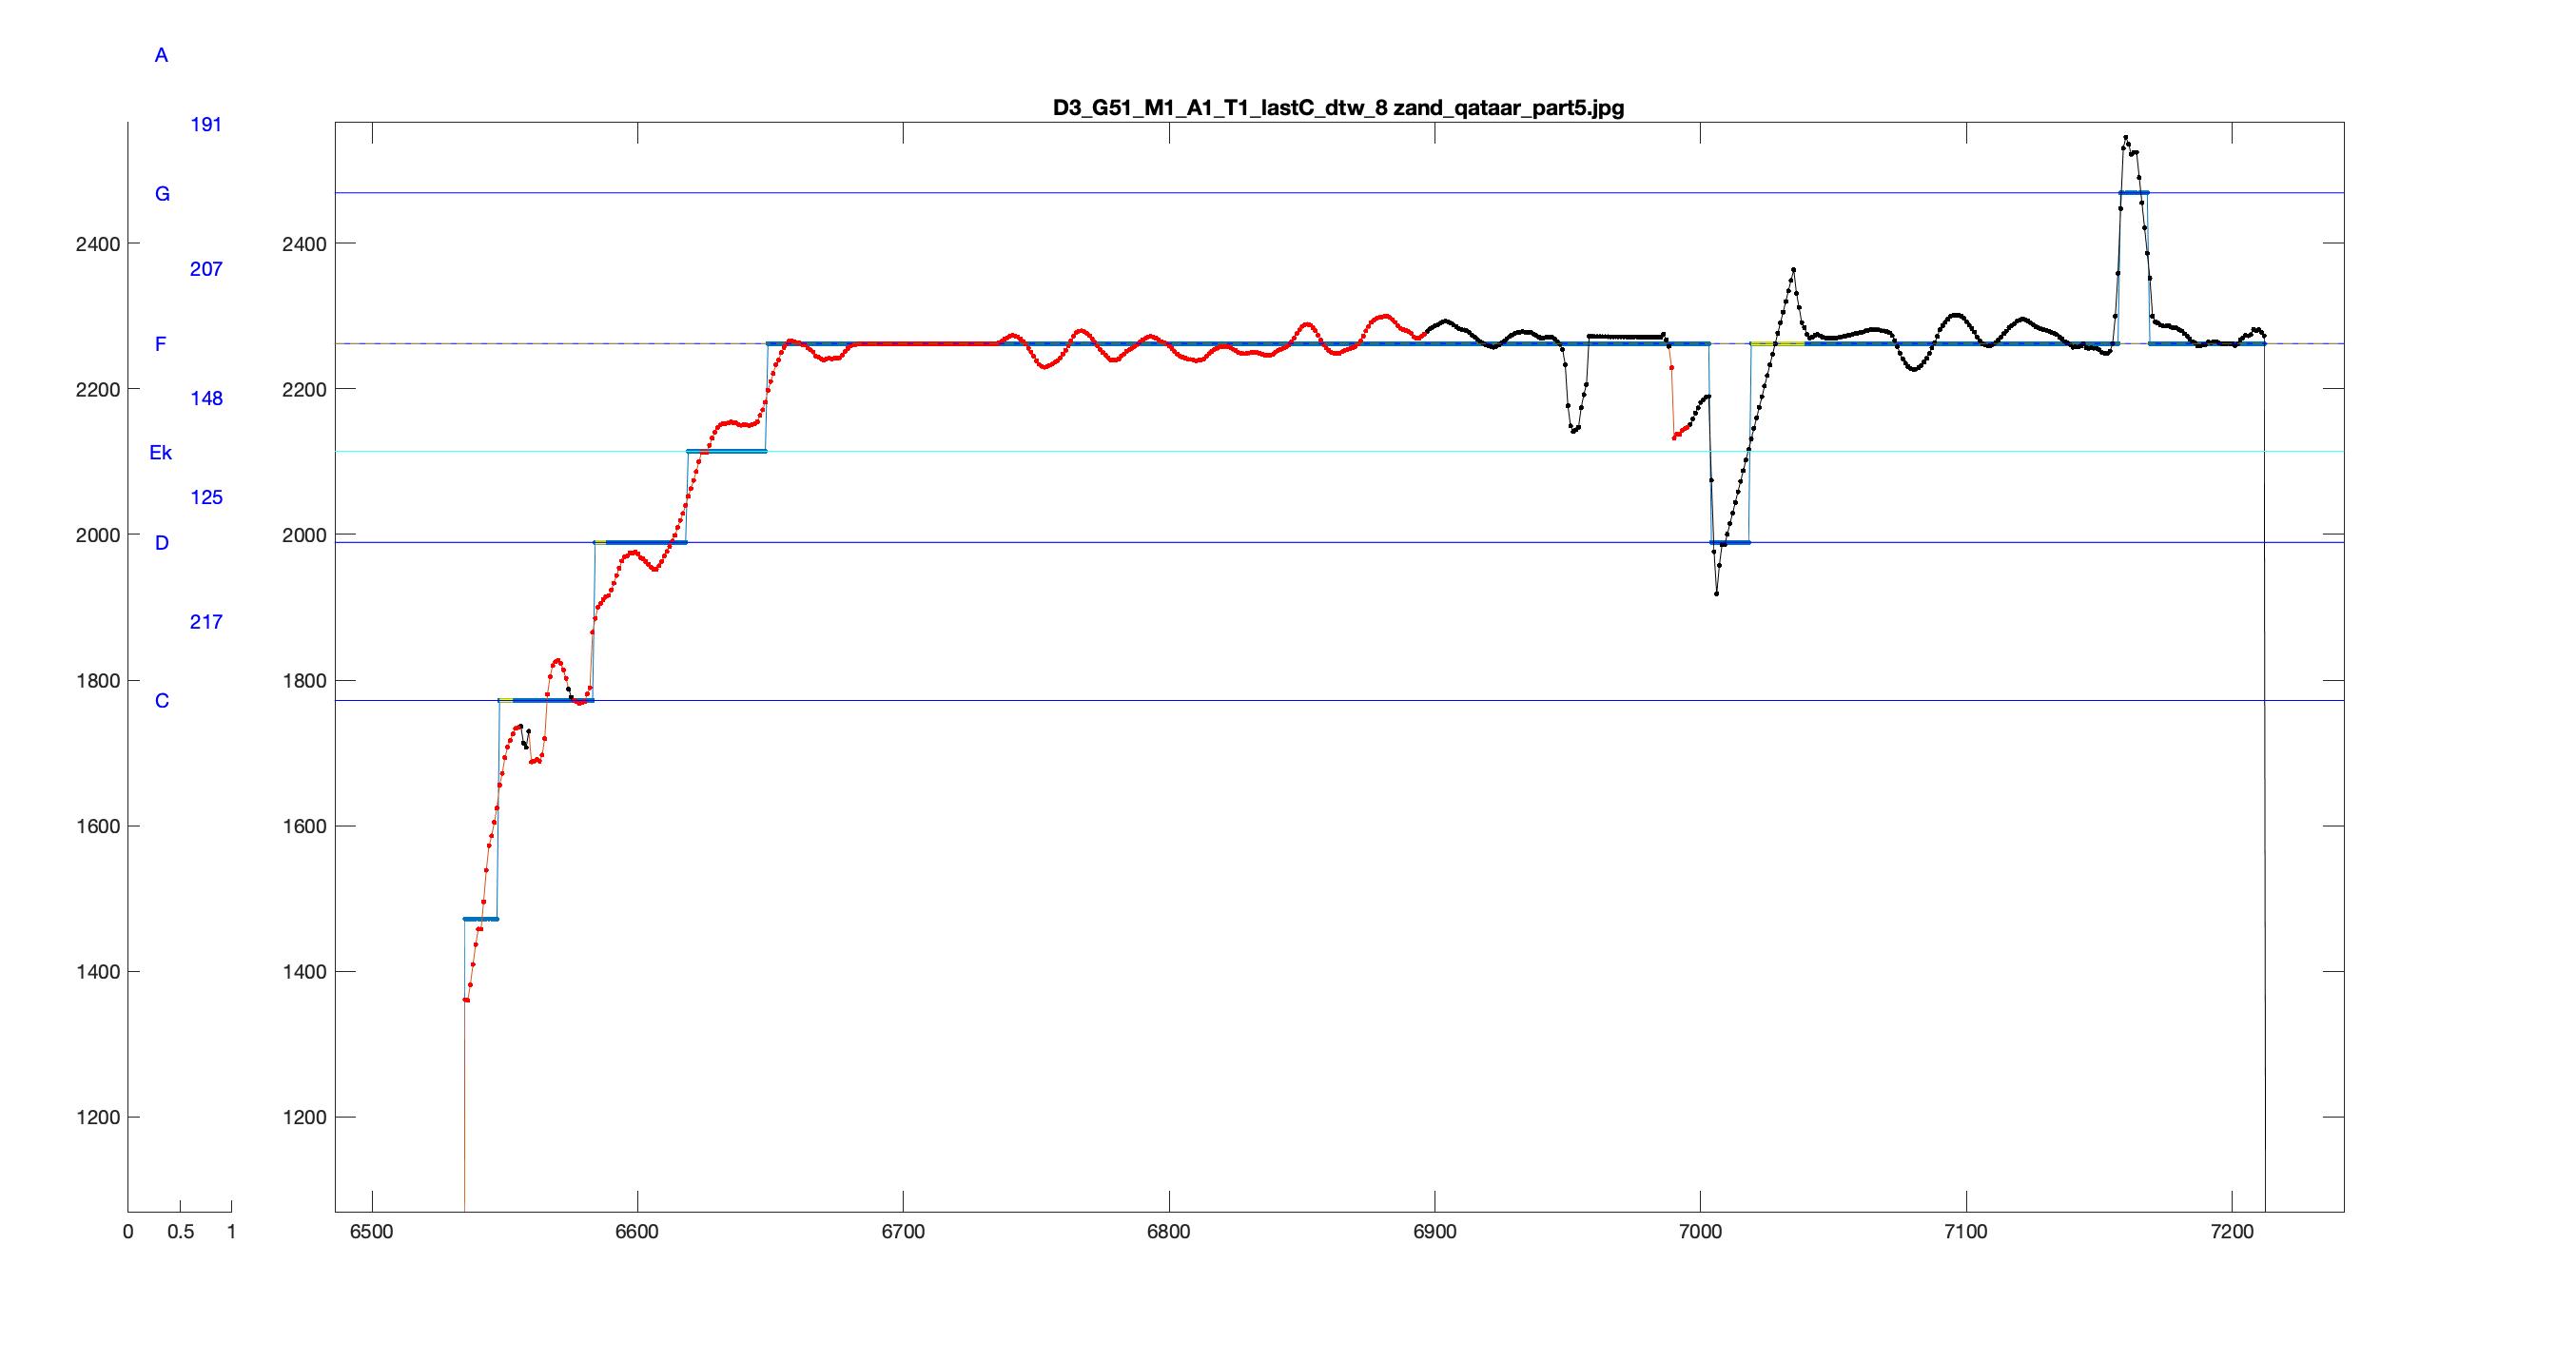 A
D3_G51_M1_A1_T1_lastC_dtw_8 zand_qataar_part5.jpg
191
G
2400 2400
207
F
2200 2200
148
Ek
125
2000 D 2000
217
1800 C 1800
1600 1600
1400 1400
1200 1200
0 0.5 1 6500 6600 6700 6800 6900 7000 7100 7200